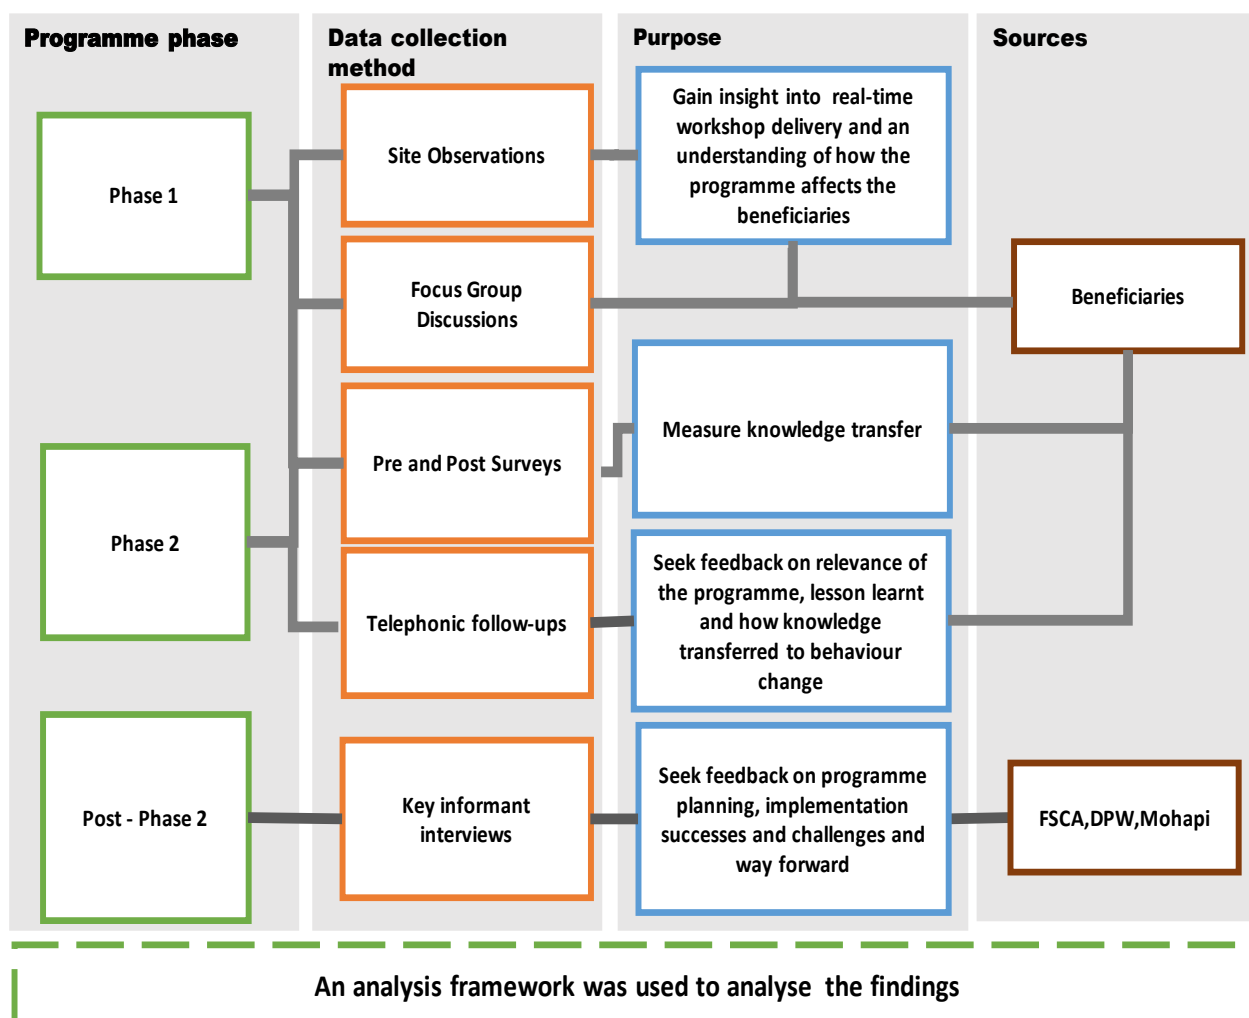 Programme phase
Data collection
method
Purpose
Sources
Phase 1
Site Observations
Gain insight into real-time
workshop delivery and an
understanding of how the
programme affects the
beneficiaries
Focus Group
Discussions
Beneficiaries
Pre and Post Surveys
Measure knowledge transfer
Phase 2
Telephonic follow-ups
Seek feedback on relevance of
the programme, lesson learnt
and how knowledge
transferred to behaviour
change
Post - Phase 2
Key informant
interviews
Seek feedback on programme
planning, implementation
successes and challenges and
way forward
FSCA,DPW,Mohapi
An analysis framework was used to analyse the findings